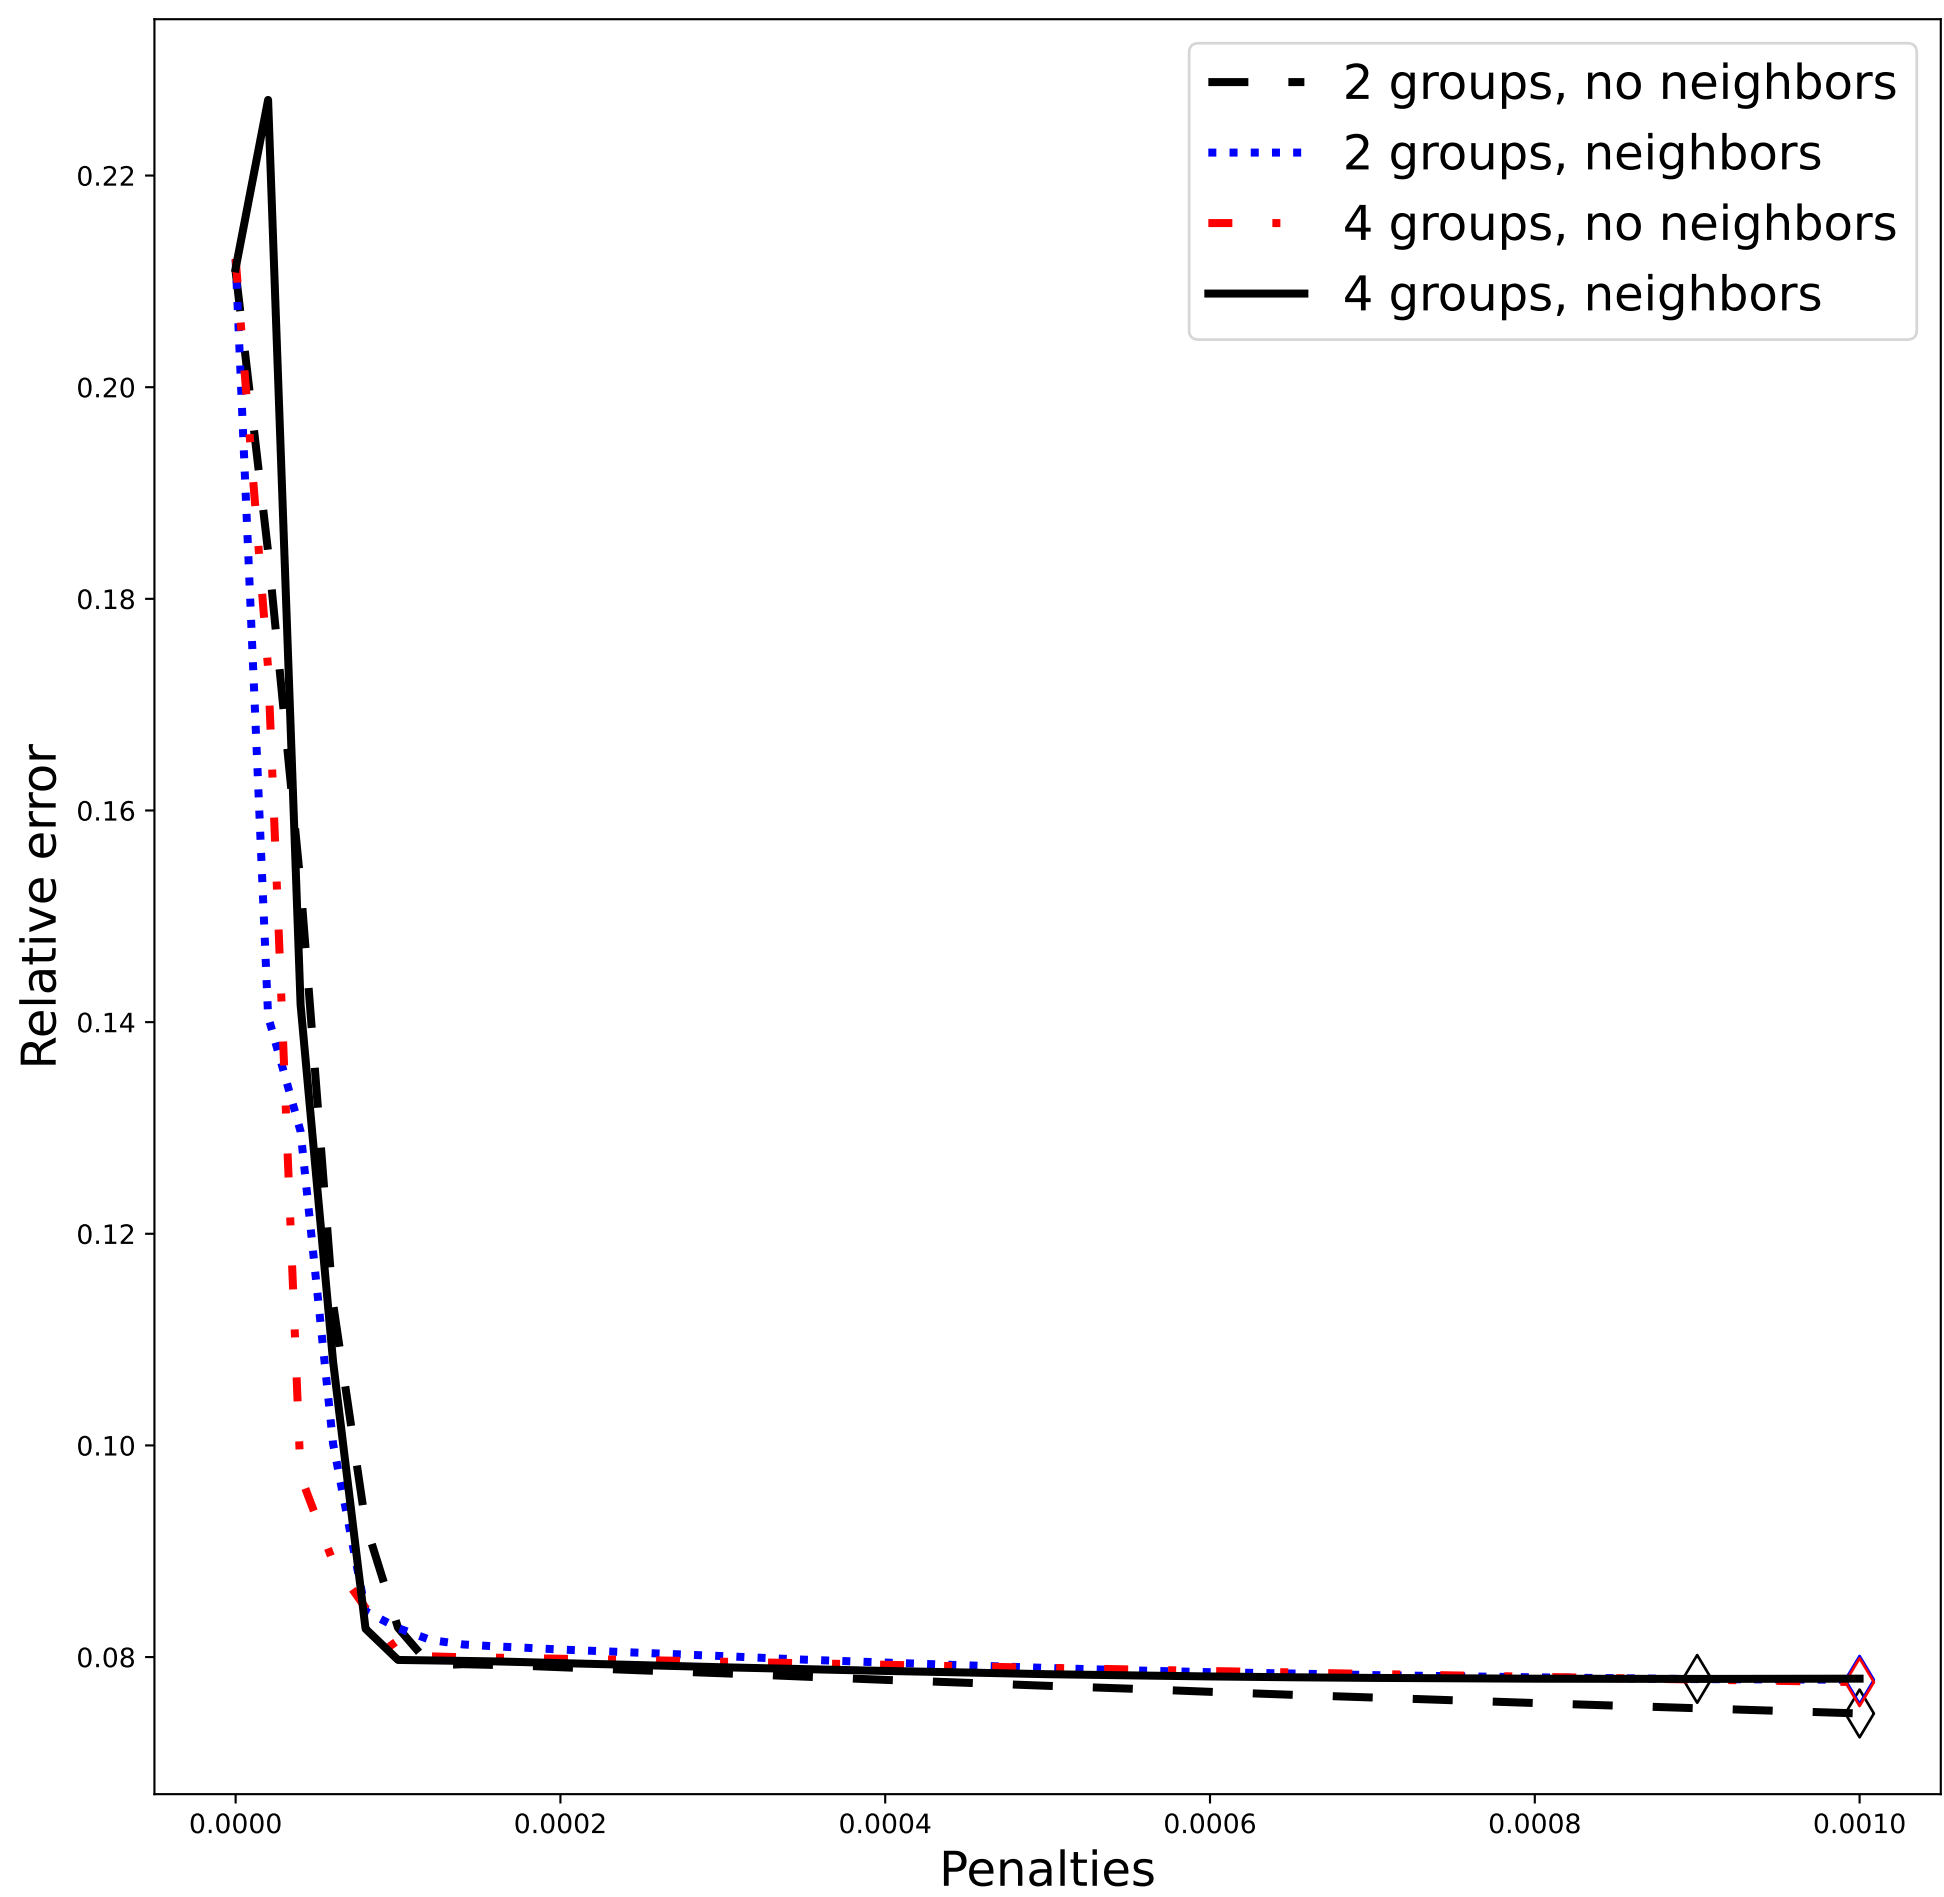 2 groups, no neighbors
2 groups, neighbors
4 groups, no neighbors
4 groups, neighbors
0.22
0.20
0.18
0.16
0.14
0.12
0.10
0.08
Relative error
0.0000 0.0002 0.0004 0.0006 0.0008 0.0010
Penalties